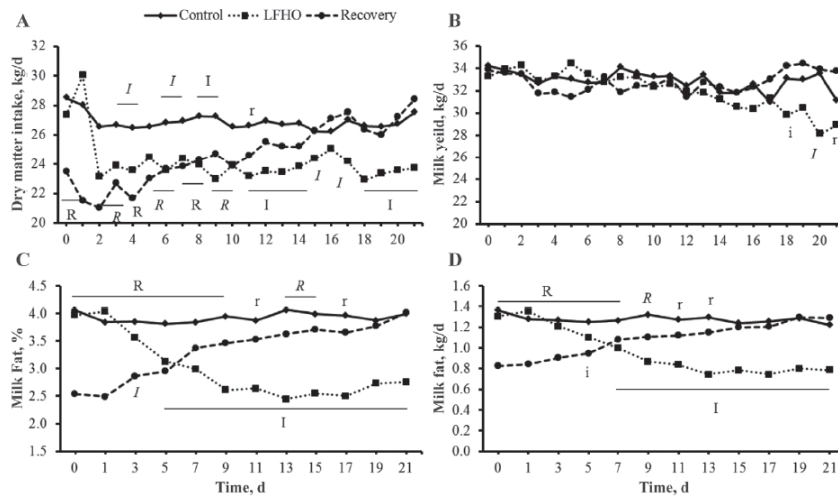 A
Control LFHO Recovery
B
Dry matter intake, kg/d
32
30
28
26
24
22
20
I I I r
R R R R R R I I I I
0 2 4 6 8 10 12 14 16 18 20
Milk yeild, kg/d
36
34
32
30
28
26
24
22
20
i I r
0 2 4 6 8 10 12 14 16 18 20
C
Milk Fat, %
4.5
4.0
3.5
3.0
2.5
2.0
1.5
R r R r
I
I
0 1 3 5 7 9 11 13 15 17 19 21
Time, d
D
Milk fat, kg/d
1.6
1.4
1.2
1.0
0.8
0.6
0.4
0.2
0.0
R R r r
i
I
0 1 3 5 7 9 11 13 15 17 19 21
Time, d